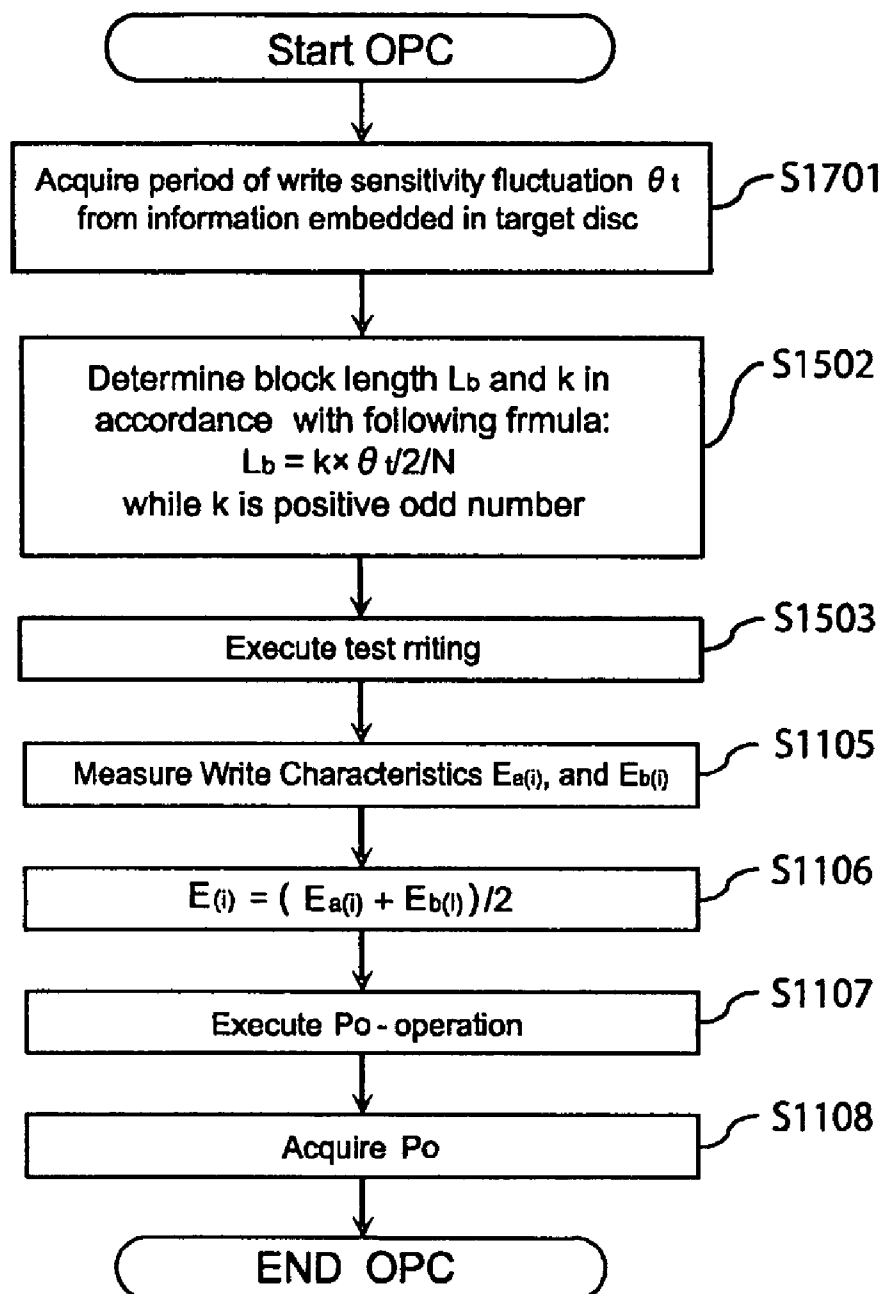 Start OPC
Acquire period of write sensitivity fluctuation θt
from information embedded in target disc
S1701
Determine block length Lb and k in
accordance with following frmula:
Lb = k× θt/2/N
while k is positive odd number
S1502
Execute test rriting
S1503
Measure Write Characteristics Ea(i), and Eb(i)
S1105
E(i) = ( Ea(i) + Eb(i) )/2
S1106
Execute Po - operation
S1107
Acquire Po
S1108
END OPC